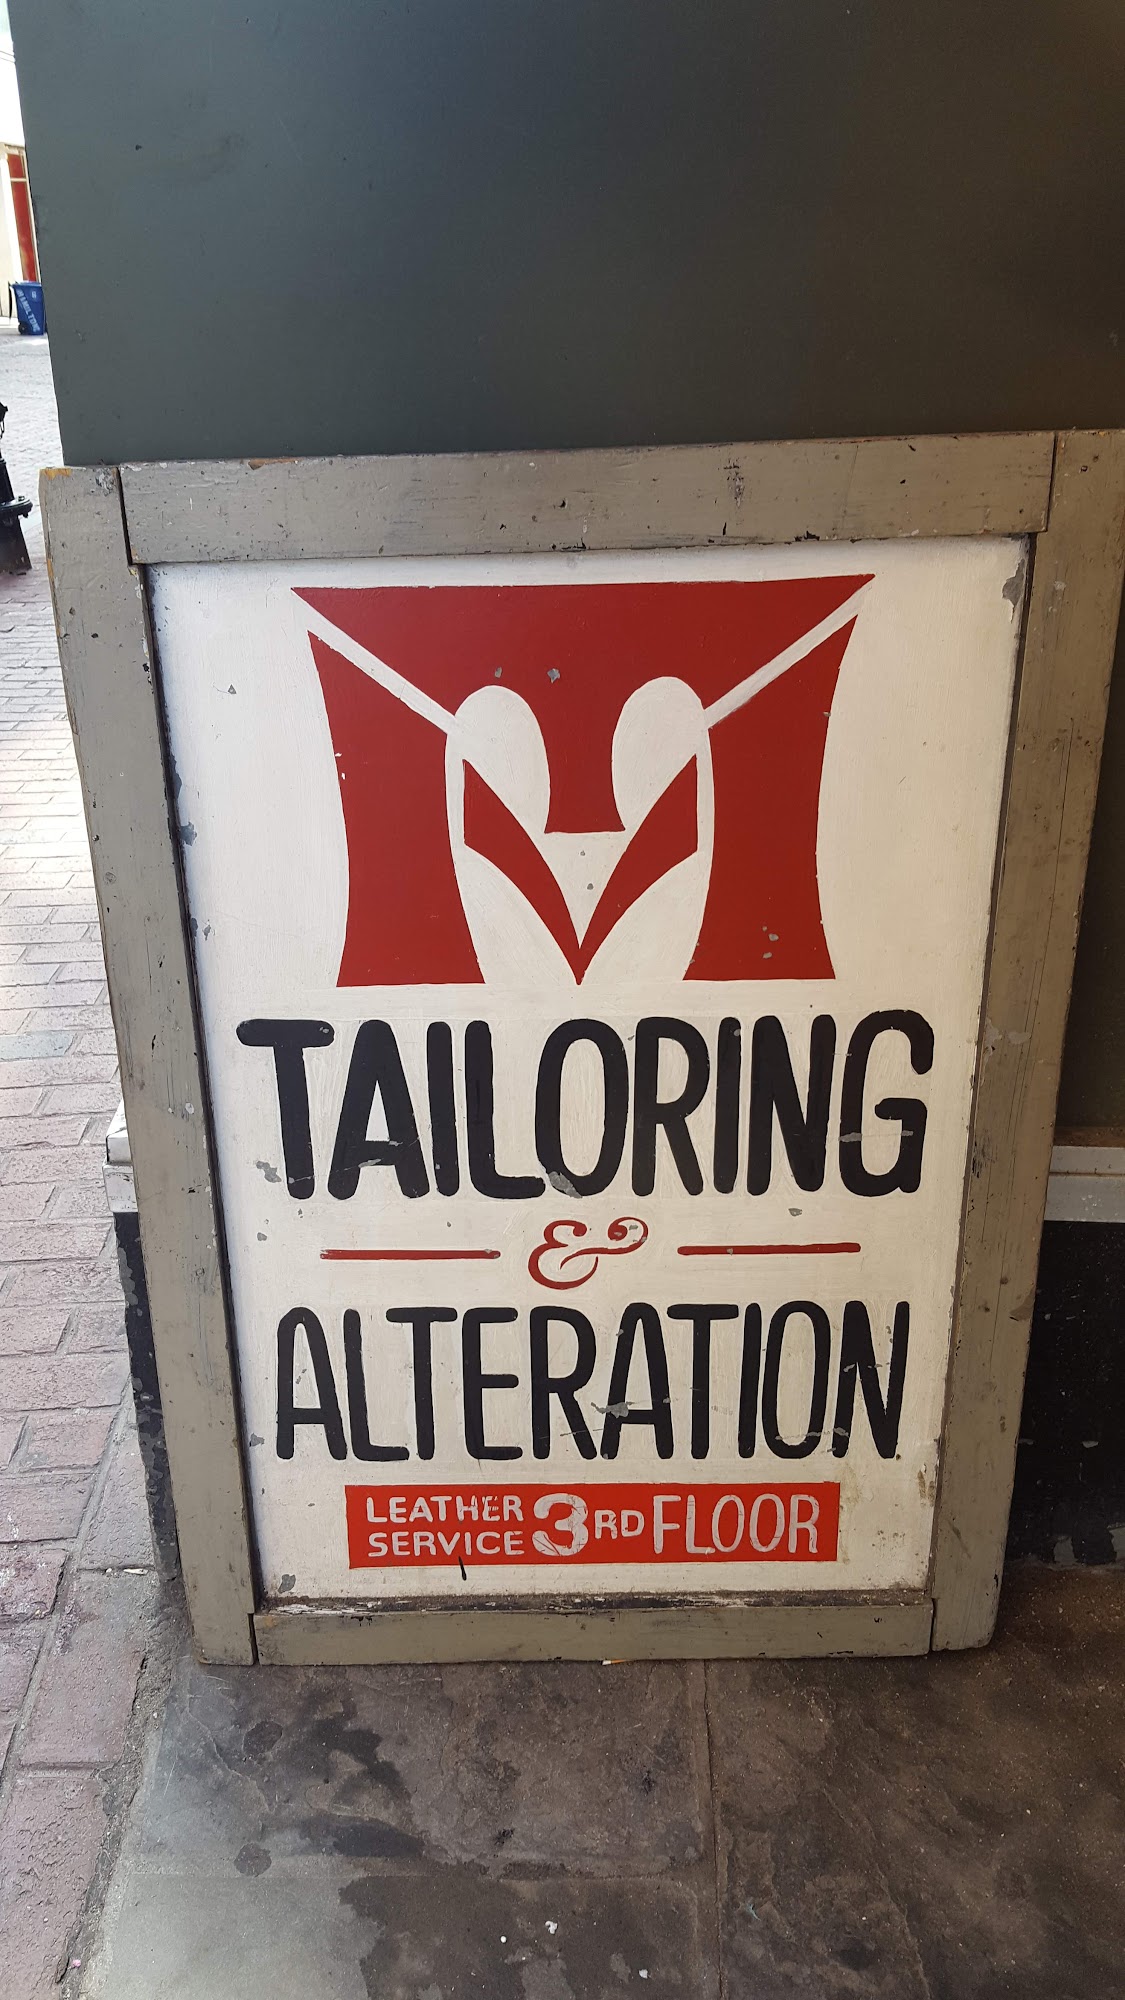 TAILORING
&
ALTERATION
LEATHER
SERVICE
3RD FLOOR